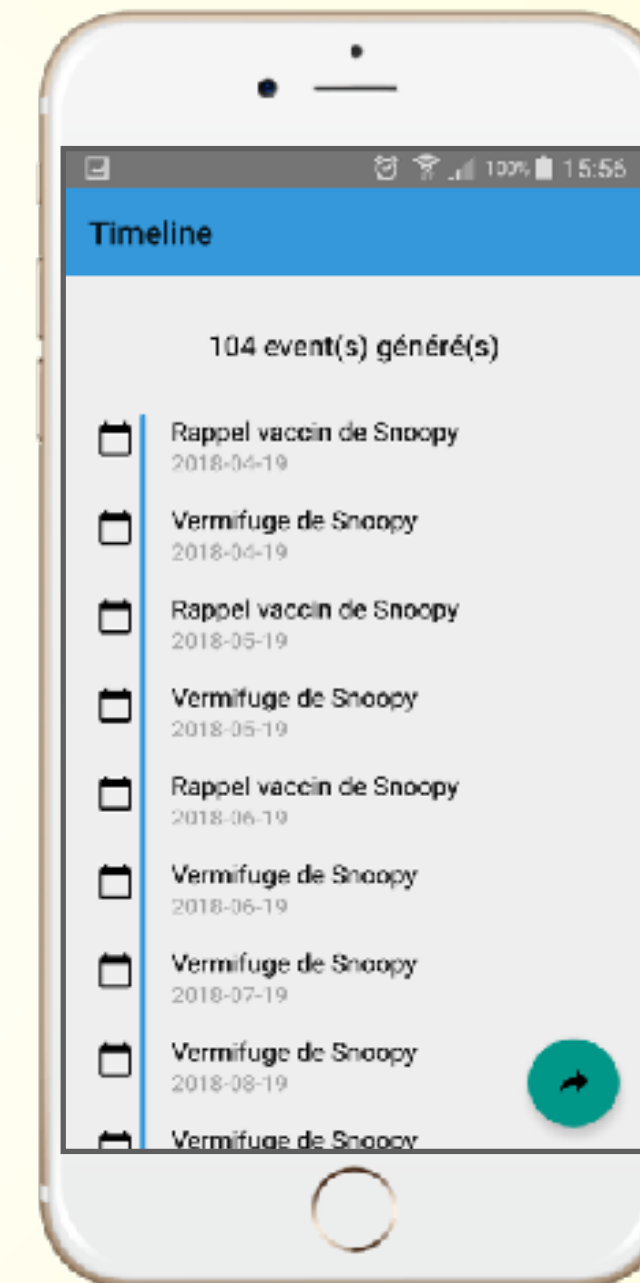 100% 15:56
Timeline
104 event(s) généré(s)
Rappel vaccin de Snoopy
2018-04-19
Vermifuge de Snoopy
2018-04-19
Rappel vaccin de Snoopy
2018-05-19
Vermifuge de Snoopy
2018-05-19
Rappel vaccin de Snoopy
2018-06-19
Vermifuge de Snoopy
2018-06-19
Vermifuge de Snoopy
2018-07-19
Vermifuge de Snoopy
2018-08-19
Vermifuge de Snoopy